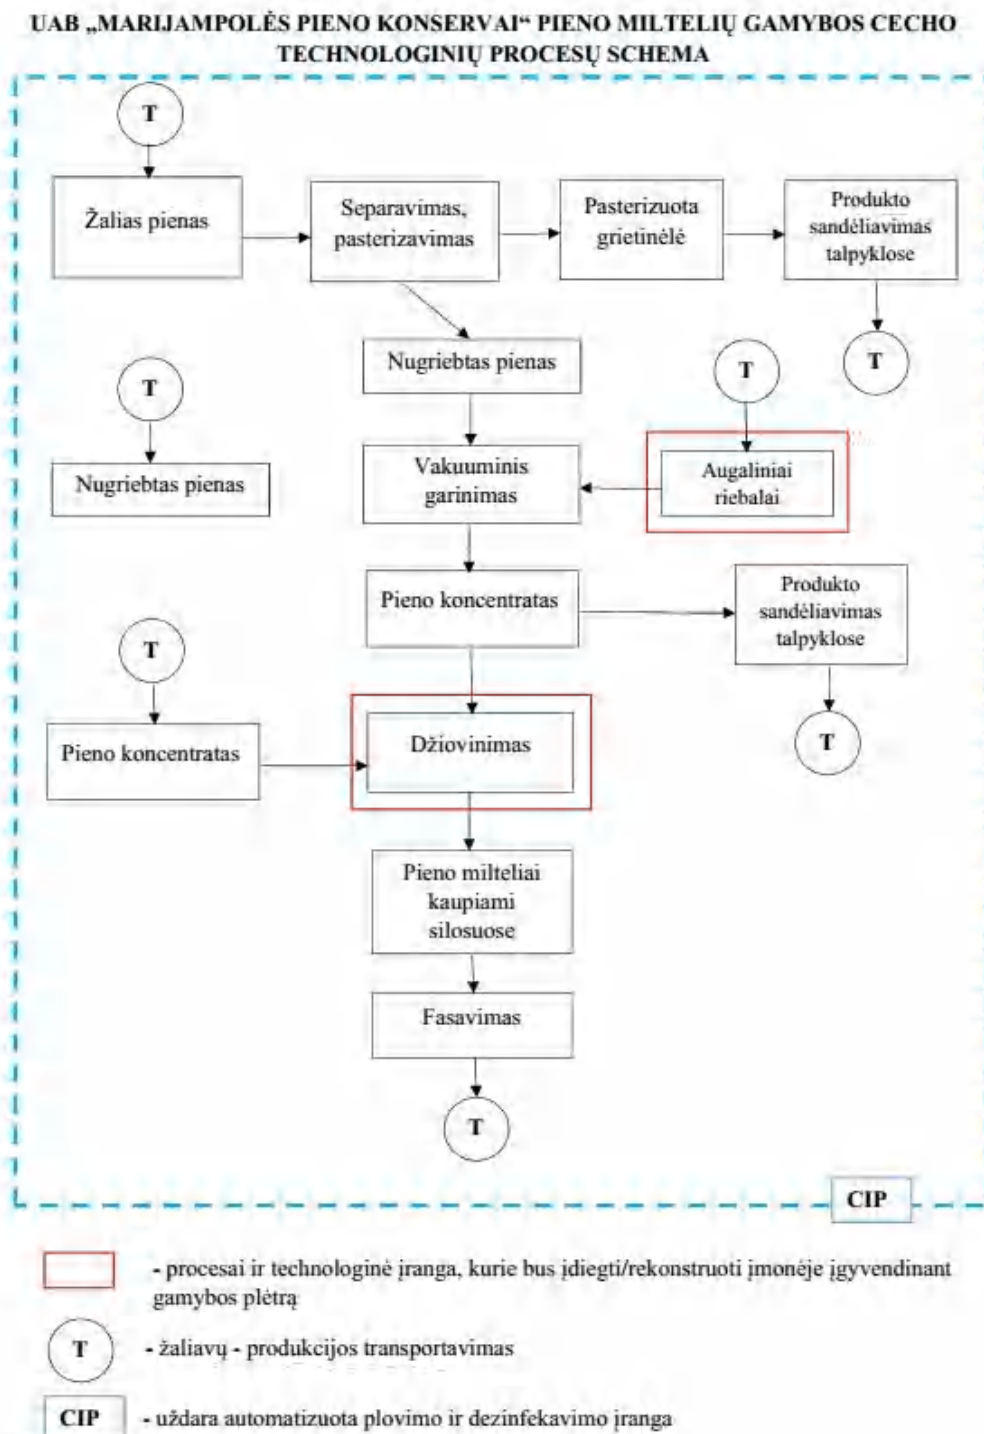 UAB „MARIJAMPOLĖS PIENO KONSERVAI“ PIENO MILTELIŲ GAMYBOS CECHO
TECHNOLOGINIŲ PROCESŲ SCHEMA
T
Žalias pienas
Separavimas,
pasterizavimas
Pasterizuota
grietinėlė
Produkto
sandėliavimas
talpyklose
T
Nugriebtas pienas
T
T
Nugriebtas pienas
Vakuuminis
garinimas
Augaliniai
riebalai
Pieno koncentratas
Produkto
sandėliavimas
talpyklose
T
T
Pieno koncentratas
Džiovinimas
Pieno milteliai
kaupiami
silosuose
Fasavimas
T
CIP
- procesai ir technologinė įranga, kurie bus įdiegti/rekonstruoti įmonėje įgyvendinant
gamybos plėtrą
T
- žaliavų - produkcijos transportavimas
CIP
- uždara automatizuota plovimo ir dezinfekavimo įranga